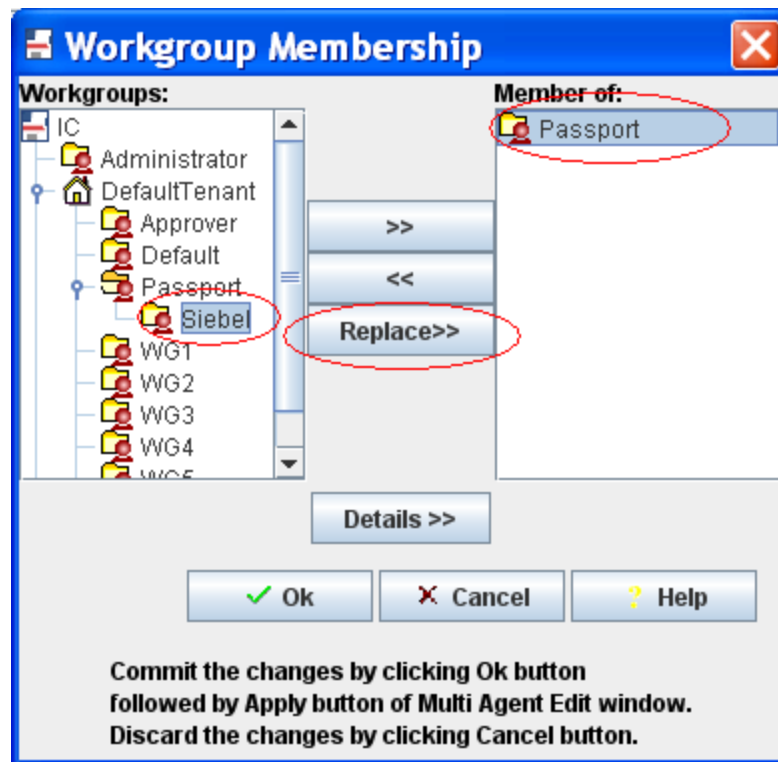 Workgroup Membership
Workgroups:
Member of:
IC
Administrator
DefaultTenant
Approver
Default
Passport
Siebel
WG1
WG2
WG3
WG4
WG5
Passport
>>
<<
Replace>>
Details >>
Ok
Cancel
? Help
Commit the changes by clicking Ok button
followed by Apply button of Multi Agent Edit window.
Discard the changes by clicking Cancel button.